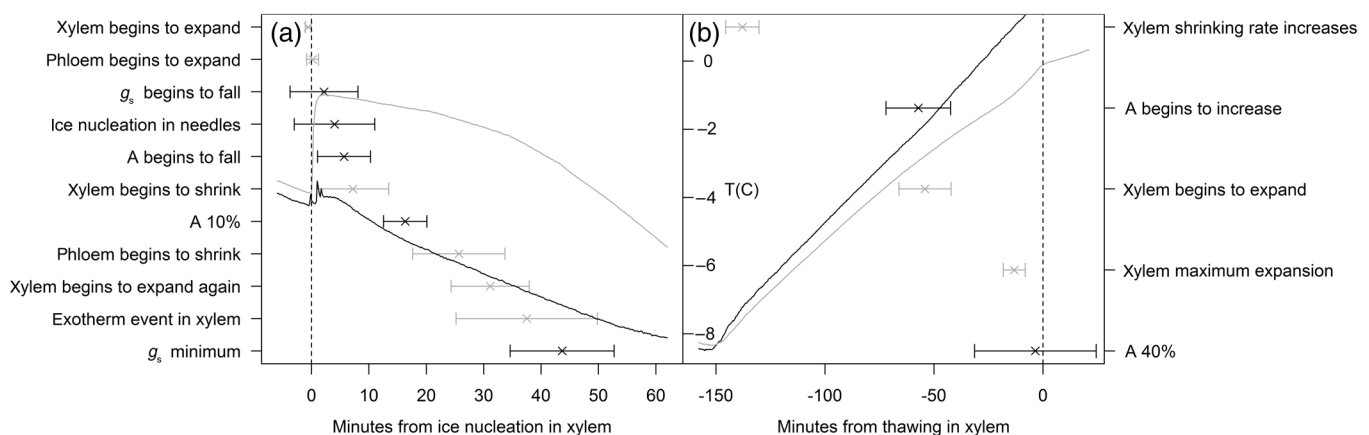 (a)
Xylem begins to expand
Phloem begins to expand
gs begins to fall
Ice nucleation in needles
A begins to fall
Xylem begins to shrink
A 10%
Phloem begins to shrink
Xylem begins to expand again
Exotherm event in xylem
gs minimum
0 10 20 30 40 50 60
Minutes from ice nucleation in xylem
(b)
0
−2
−4
−6
−8
T(C)
Xylem shrinking rate increases
A begins to increase
Xylem begins to expand
Xylem maximum expansion
A 40%
-150 -100 -50 0
Minutes from thawing in xylem